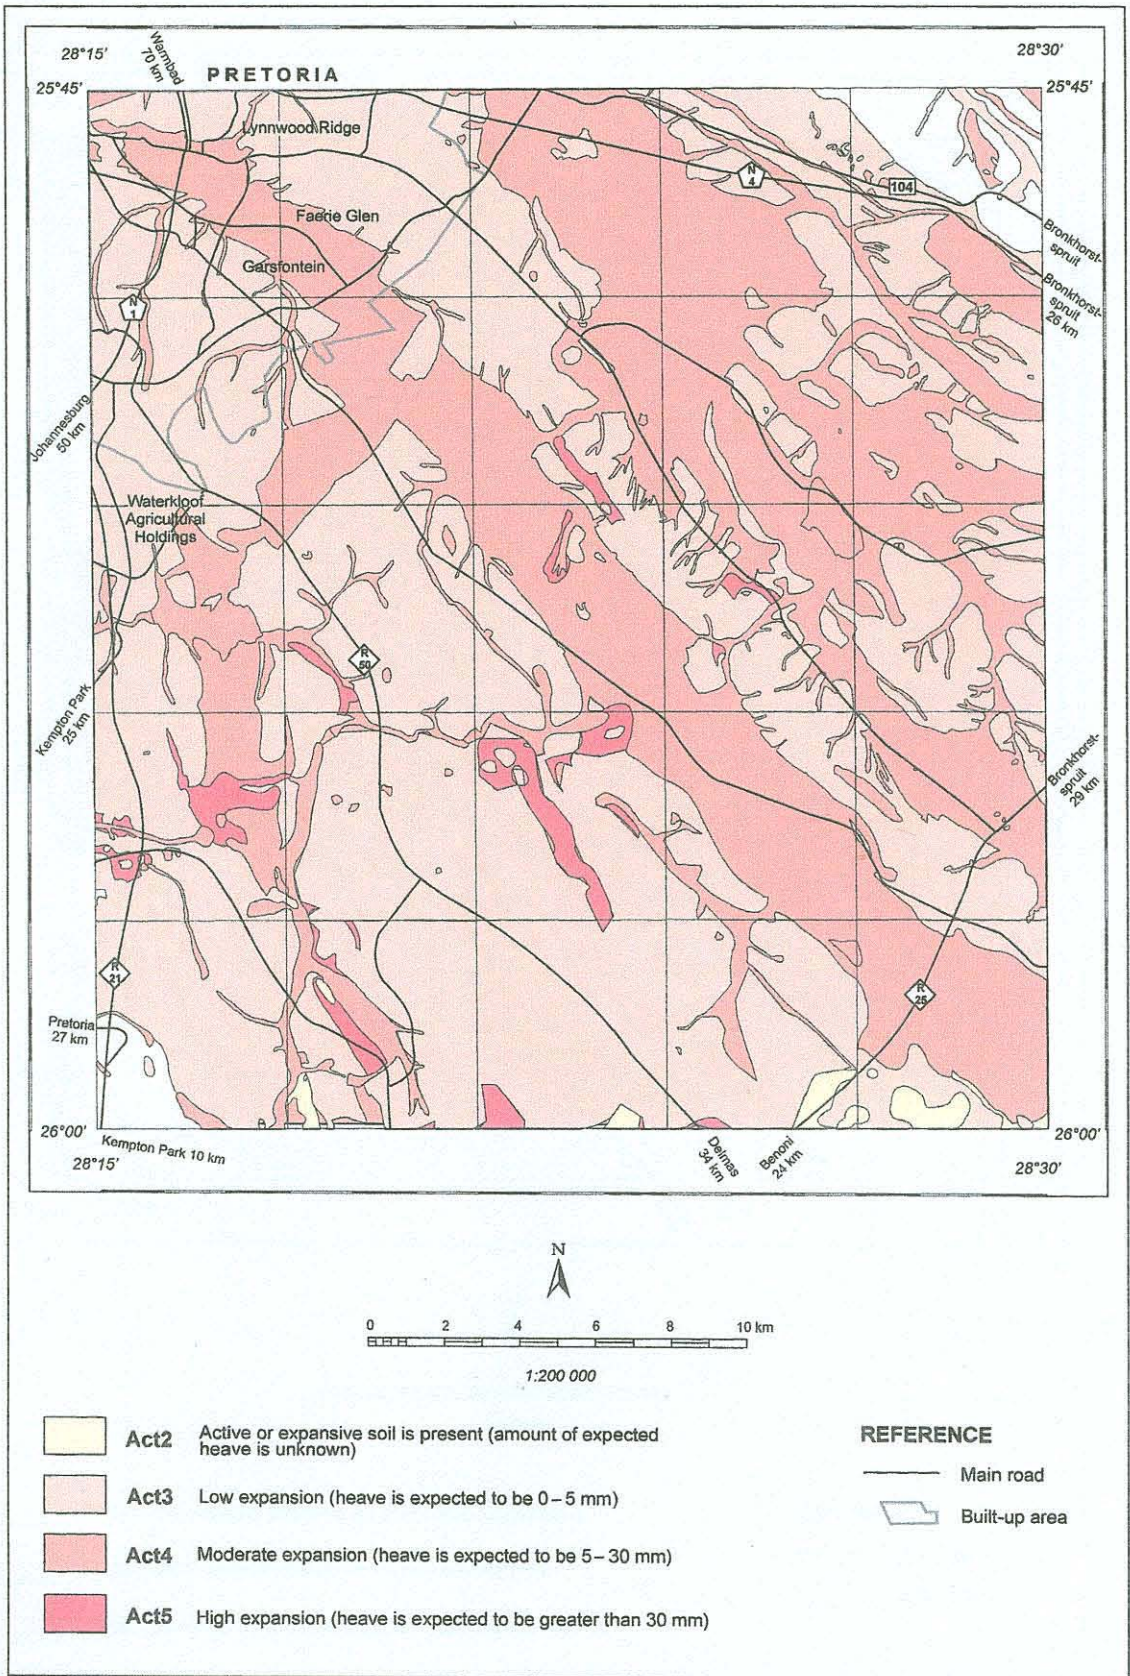 28°15'
Warmbad
70 km
PRETORIA
28°30'
25°45'
25°45'
Lynnwood Ridge
N
4
104
Faerie Glen
Garsfontein
Bronkhorst-
spruit
Bronkhorst-
spruit
26 km
N
1
Johannesburg
50 km
Waterkloof
Agricultural
Holdings
R
50
Kempton Park
25 km
Bronkhorst-
spruit
29 km
R
21
R
25
Pretoria
27 km
26°00'
26°00'
Kempton Park 10 km
28°15'
Delmas
34 km
Benoni
24 km
28°30'
N
0 2 4 6 8 10 km
1:200 000
Act2 Active or expansive soil is present (amount of expected
heave is unknown)
Act3 Low expansion (heave is expected to be 0–5 mm)
Act4 Moderate expansion (heave is expected to be 5–30 mm)
Act5 High expansion (heave is expected to be greater than 30 mm)
REFERENCE
Main road
Built-up area